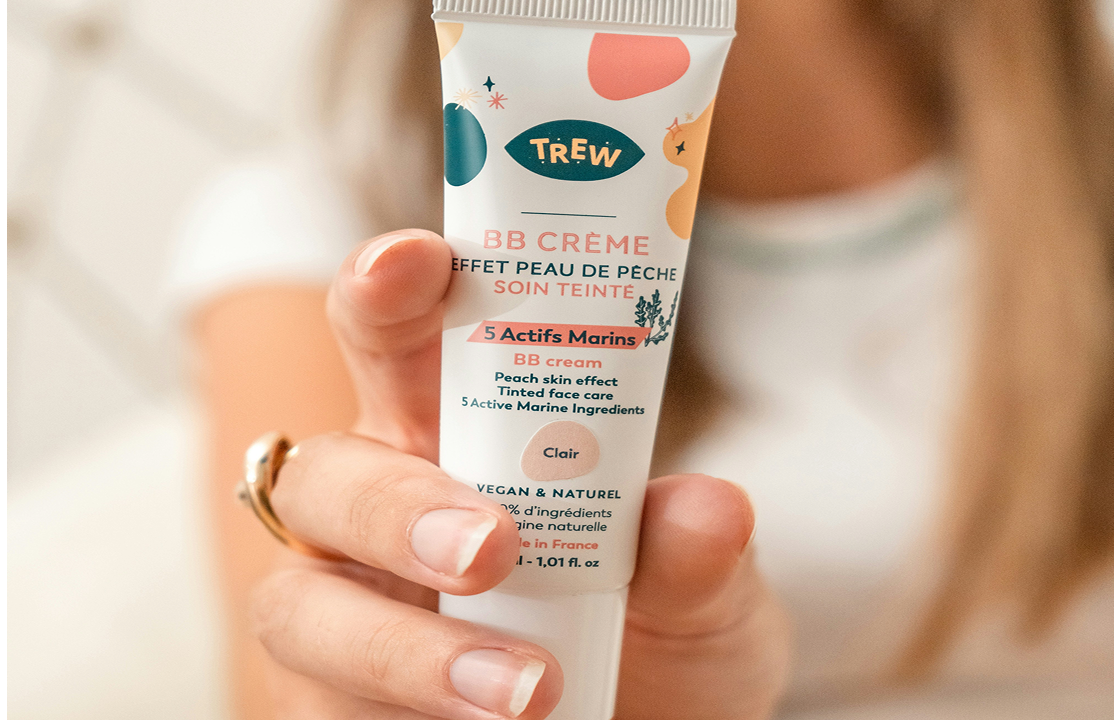 TREW
BB CRÈME
EFFET PEAU DE PÊCHE
SOIN TEINTÉ
5 Actifs Marins
BB cream
Peach skin effect
Tinted face care
5 Active Marine Ingredients
Clair
VEGAN & NATUREL
% d'ingrédients
naturelle
in France
- 1,01 fl. oz